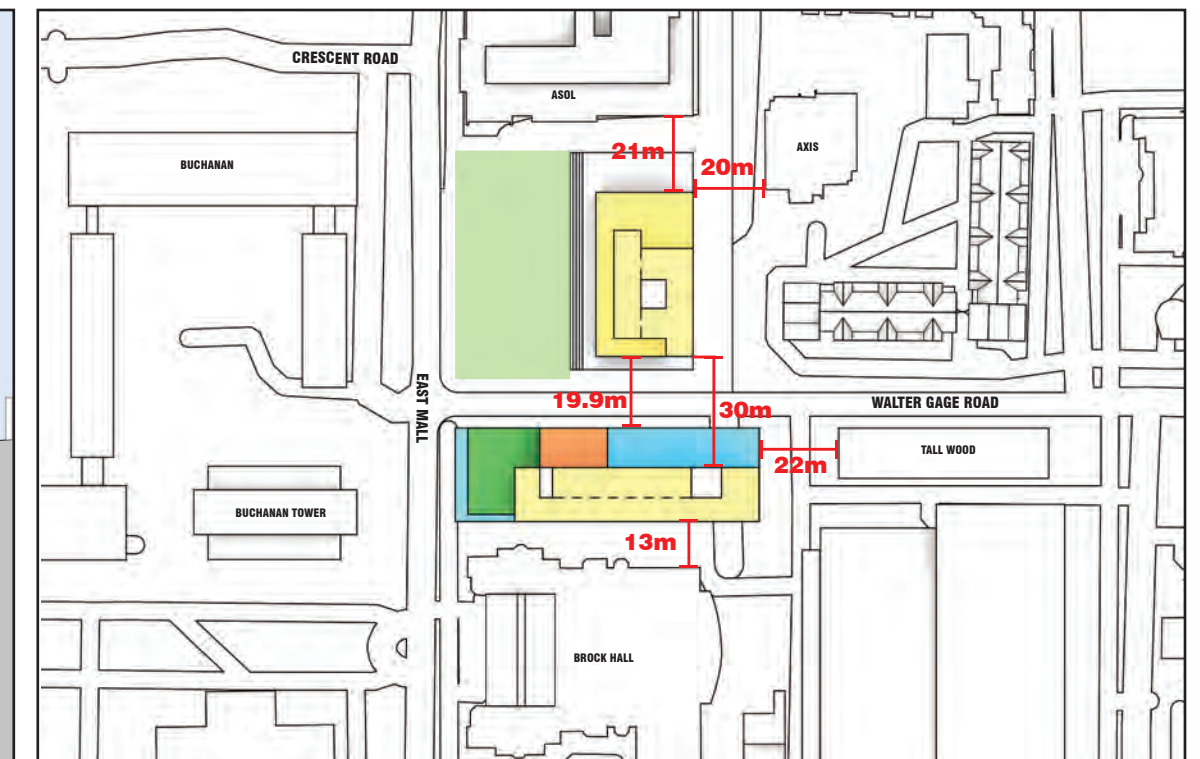 CRESCENT ROAD
ASOL
BUCHANAN
21m
AXIS
20m
EAST MALL
19.9m
30m
WALTER GAGE ROAD
22m
TALL WOOD
BUCHANAN TOWER
13m
BROCK HALL